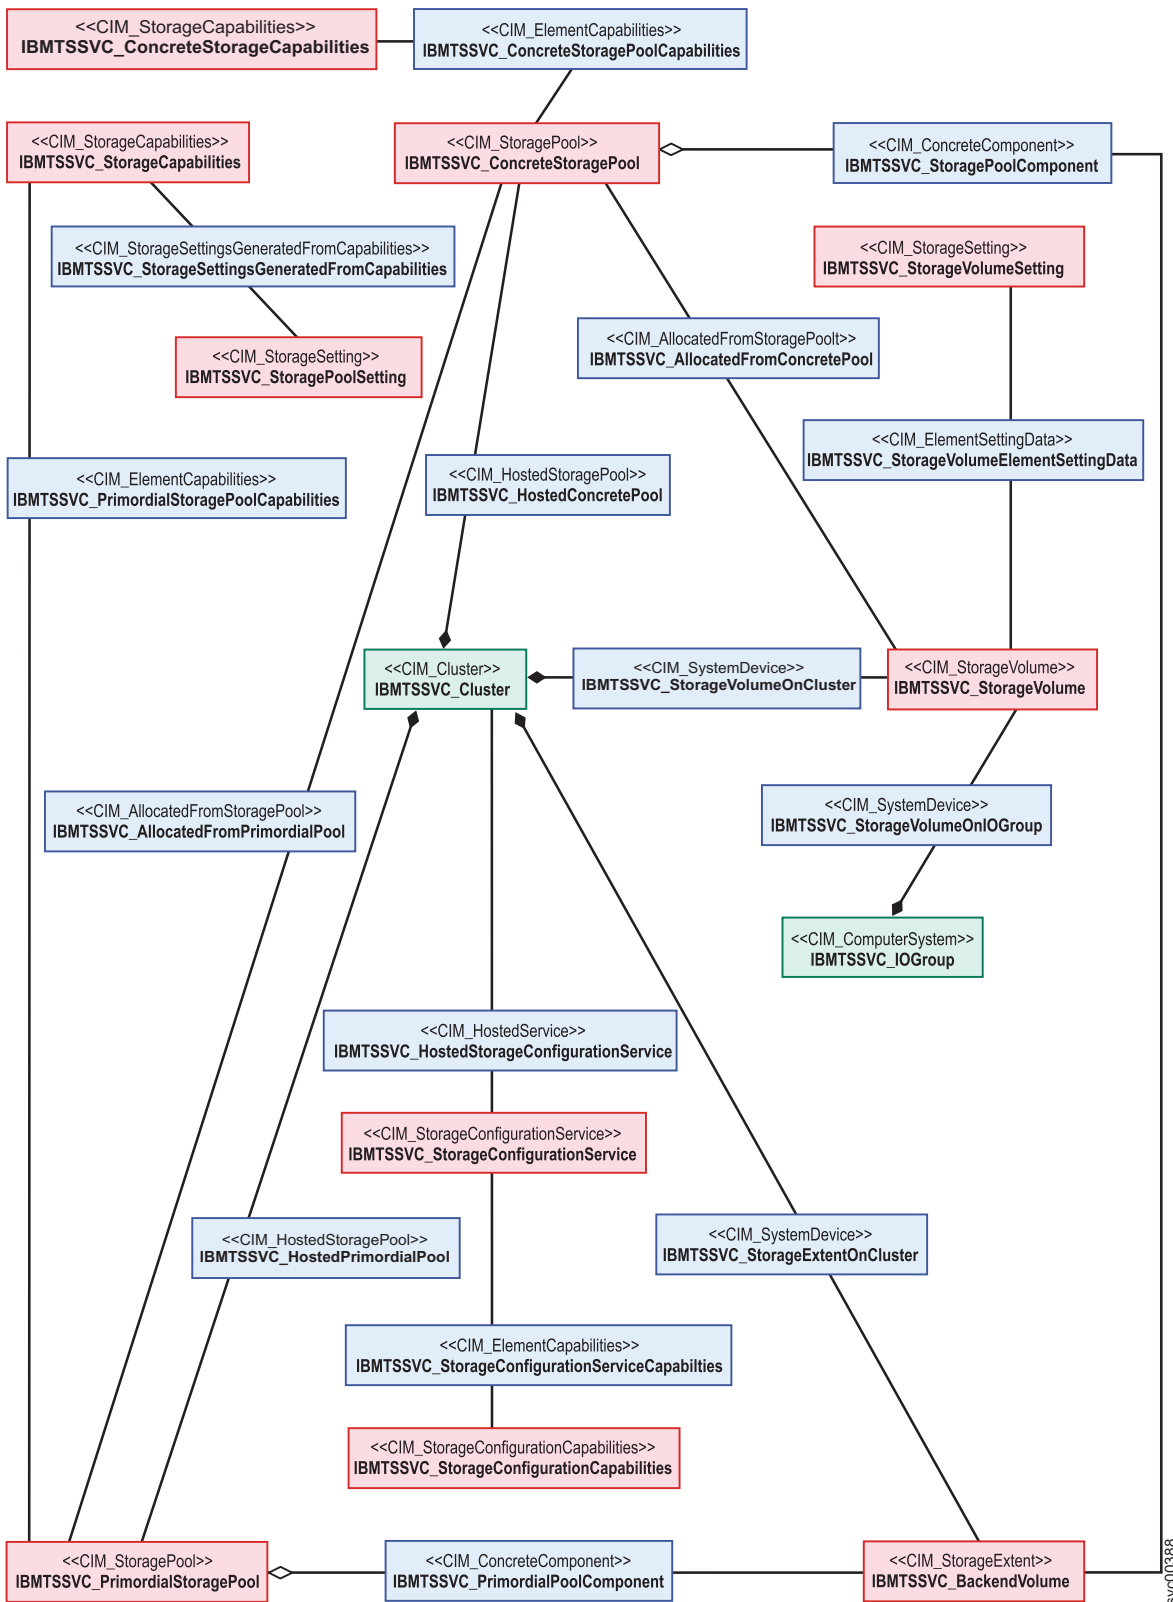 <<CIM_StorageCapabilities>>
IBMTSSVC_ConcreteStorageCapabilities
<<CIM_ElementCapabilities>>
IBMTSSVC_ConcreteStoragePoolCapabilities
<<CIM_StorageCapabilities>>
IBMTSSVC_StorageCapabilities
<<CIM_StoragePool>>
IBMTSSVC_ConcreteStoragePool
<<CIM_ConcreteComponent>>
IBMTSSVC_StoragePoolComponent
<<CIM_StorageSettingsGeneratedFromCapabilities>>
IBMTSSVC_StorageSettingsGeneratedFromCapabilities
<<CIM_StorageSetting>>
IBMTSSVC_StorageVolumeSetting
<<CIM_StorageSetting>>
IBMTSSVC_StoragePoolSetting
<<CIM_AllocatedFromStoragePoolt>>
IBMTSSVC_AllocatedFromConcretePool
<<CIM_ElementSettingData>>
IBMTSSVC_StorageVolumeElementSettingData
<<CIM_ElementCapabilities>>
IBMTSSVC_PrimordialStoragePoolCapabilities
<<CIM_HostedStoragePool>>
IBMTSSVC_HostedConcretePool
<<CIM_Cluster>>
IBMTSSVC_Cluster
<<CIM_SystemDevice>>
IBMTSSVC_StorageVolumeOnCluster
<<CIM_StorageVolume>>
IBMTSSVC_StorageVolume
<<CIM_AllocatedFromStoragePool>>
IBMTSSVC_AllocatedFromPrimordialPool
<<CIM_SystemDevice>>
IBMTSSVC_StorageVolumeOnIOGroup
<<CIM_ComputerSystem>>
IBMTSSVC_IOGroup
<<CIM_HostedService>>
IBMTSSVC_HostedStorageConfigurationService
<<CIM_StorageConfigurationService>>
IBMTSSVC_StorageConfigurationService
<<CIM_HostedStoragePool>>
IBMTSSVC_HostedPrimordialPool
<<CIM_SystemDevice>>
IBMTSSVC_StorageExtentOnCluster
<<CIM_ElementCapabilities>>
IBMTSSVC_StorageConfigurationServiceCapabilties
<<CIM_StorageConfigurationCapabilities>>
IBMTSSVC_StorageConfigurationCapabilities
<<CIM_StoragePool>>
IBMTSSVC_PrimordialStoragePool
<<CIM_ConcreteComponent>>
IBMTSSVC_PrimordialPoolComponent
<<CIM_StorageExtent>>
IBMTSSVC_BackendVolume
svc00388